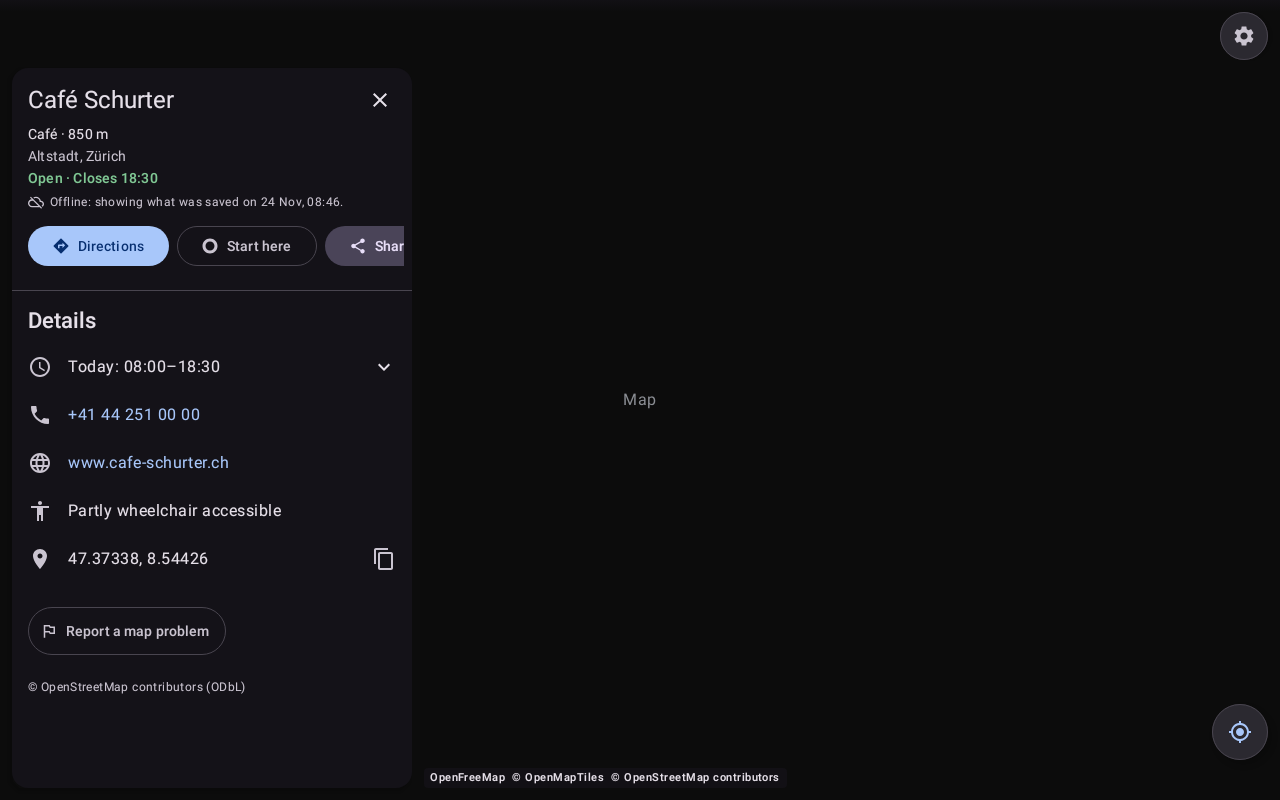 Café Schurter
Café · 850 m
Altstadt, Zürich
Open · Closes 18:30
Offline: showing what was saved on 24 Nov, 08:46.
Directions
Start here
Shar
Details
Today: 08:00–18:30
+41 44 251 00 00
www.cafe-schurter.ch
Partly wheelchair accessible
47.37338, 8.54426
Report a map problem
© OpenStreetMap contributors (ODbL)
Map
OpenFreeMap © OpenMapTiles © OpenStreetMap contributors